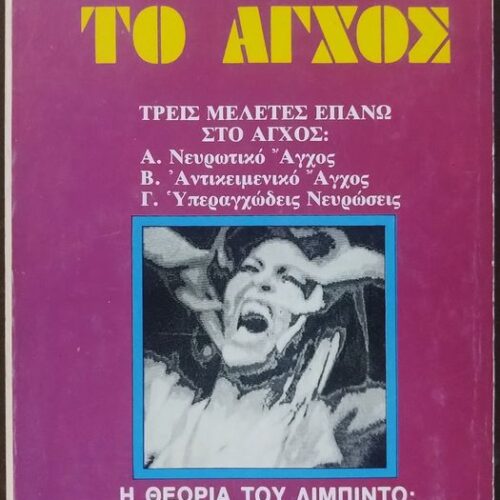 ΤΟ ΑΓΧΟΣ
ΤΡΕΙΣ ΜΕΛΕΤΕΣ ΕΠΑΝΩ
ΣΤΟ ΑΓΧΟΣ:
Α. Νευρωτικό Ἄγχος
Β. Ἀντικειμενικό Ἄγχος
Γ. Ὑπεραγχώδεις Νευρώσεις
Η ΘΕΩΡΙΑ ΤΟΥ ΛΙΜΠΙΝΤΟ: